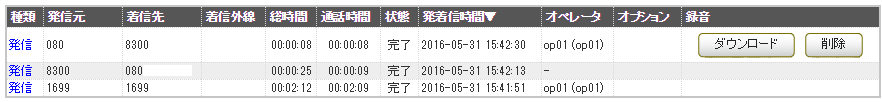 種類 発信元 着信先 着信外線 総時間 通話時間 状態 発着信時間▼ オペレータ オプション 録音
発信 080 8300 00:00:08 00:00:08 完了 2016-05-31 15:42:30 op01 (op01) ダウンロード 削除
発信 8300 080 00:00:25 00:00:09 完了 2016-05-31 15:42:13 -
発信 1699 1699 00:02:12 00:02:09 完了 2016-05-31 15:41:51 op01 (op01)